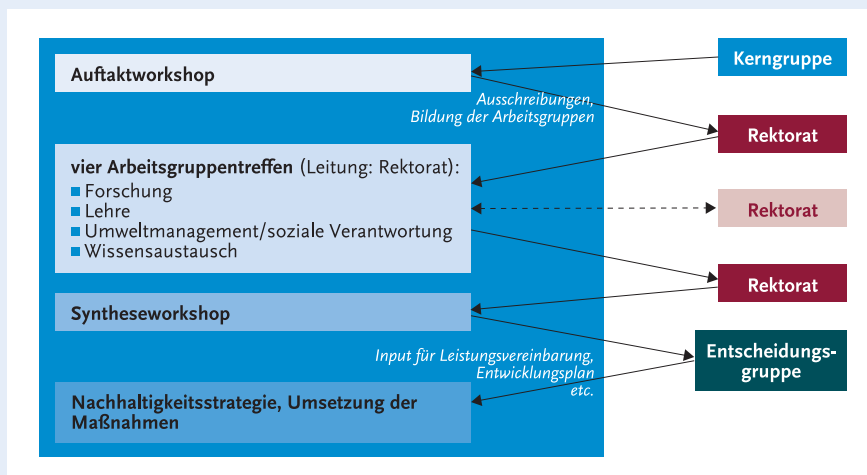 Auftaktworkshop
Kerngruppe
Ausschreibungen,
Bildung der Arbeitsgruppen
Rektorat
vier Arbeitsgruppentreffen (Leitung: Rektorat):
Forschung
Lehre
Umweltmanagement/soziale Verantwortung
Wissensaustausch
Rektorat
Rektorat
Syntheseworkshop
Input für Leistungsvereinbarung,
Entwicklungsplan
etc.
Entscheidungs-
gruppe
Nachhaltigkeitsstrategie, Umsetzung der
Maßnahmen